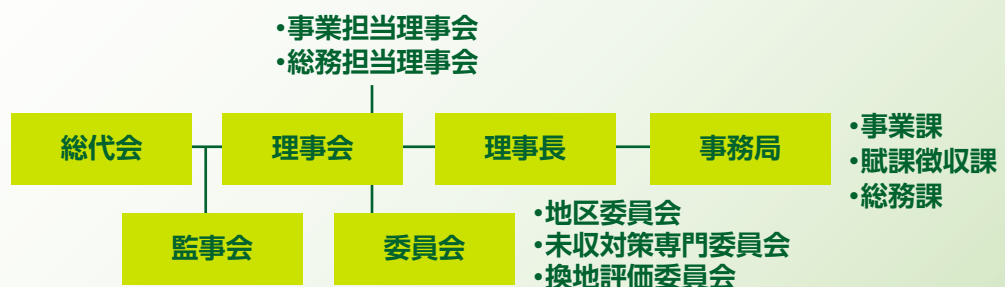 ・事業担当理事会
・総務担当理事会
総代会
理事会
理事長
事務局
・事業課
・賦課徴収課
・総務課
監事会
委員会
・地区委員会
・未収対策専門委員会
・換地評価委員会